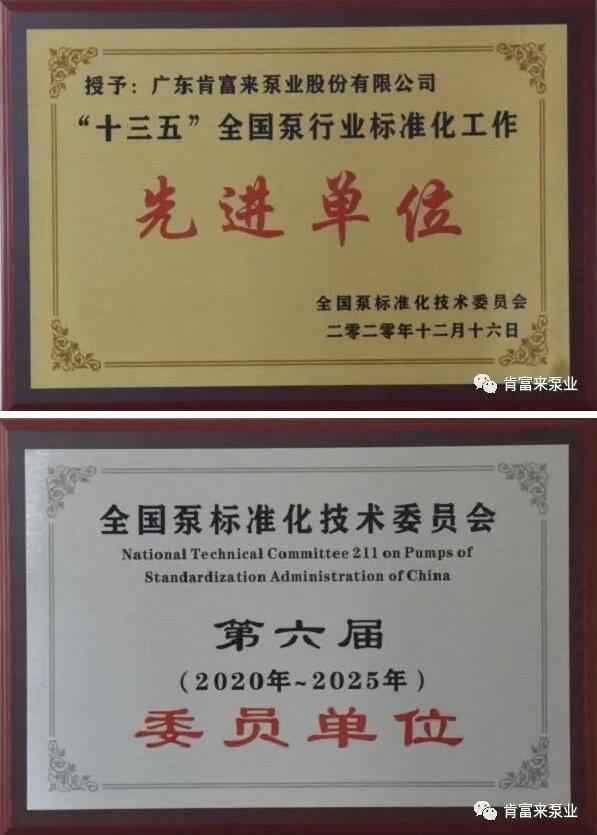 授予：广东肯富来泵业股份有限公司
“十三五”全国泵行业标准化工作
先进单位
全国泵标准化技术委员会
二零二零年十二月十六日
肯富来泵业
全国泵标准化技术委员会
National Technical Committee 211 on Pumps of
Standardization Administration of China
第六届
（2020年~2025年）
委员单位
肯富来泵业